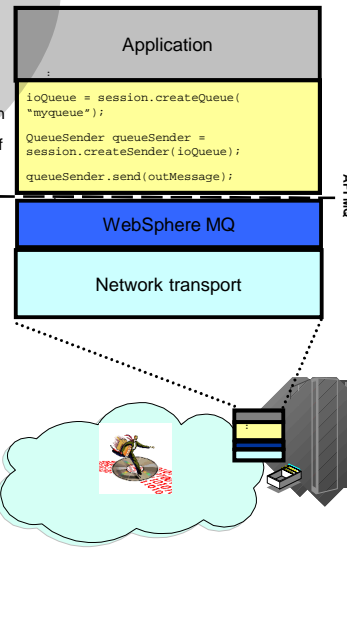 Application
:
ioQueue = session.createQueue(
“myqueue”);
QueueSender queueSender =
session.createSender(ioQueue);
queueSender.send(outMessage);
WebSphere MQ
Network transport
: